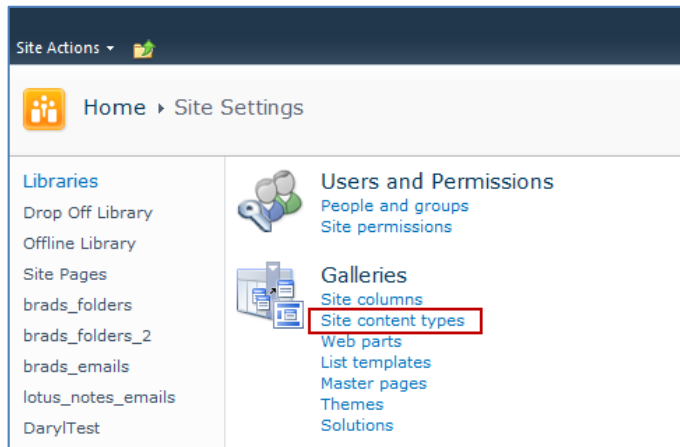 Site Actions
Home ▸ Site Settings
Libraries
Drop Off Library
Offline Library
Site Pages
brads_folders
brads_folders_2
brads_emails
lotus_notes_emails
DarylTest
Users and Permissions
People and groups
Site permissions
Galleries
Site columns
Site content types
Web parts
List templates
Master pages
Themes
Solutions